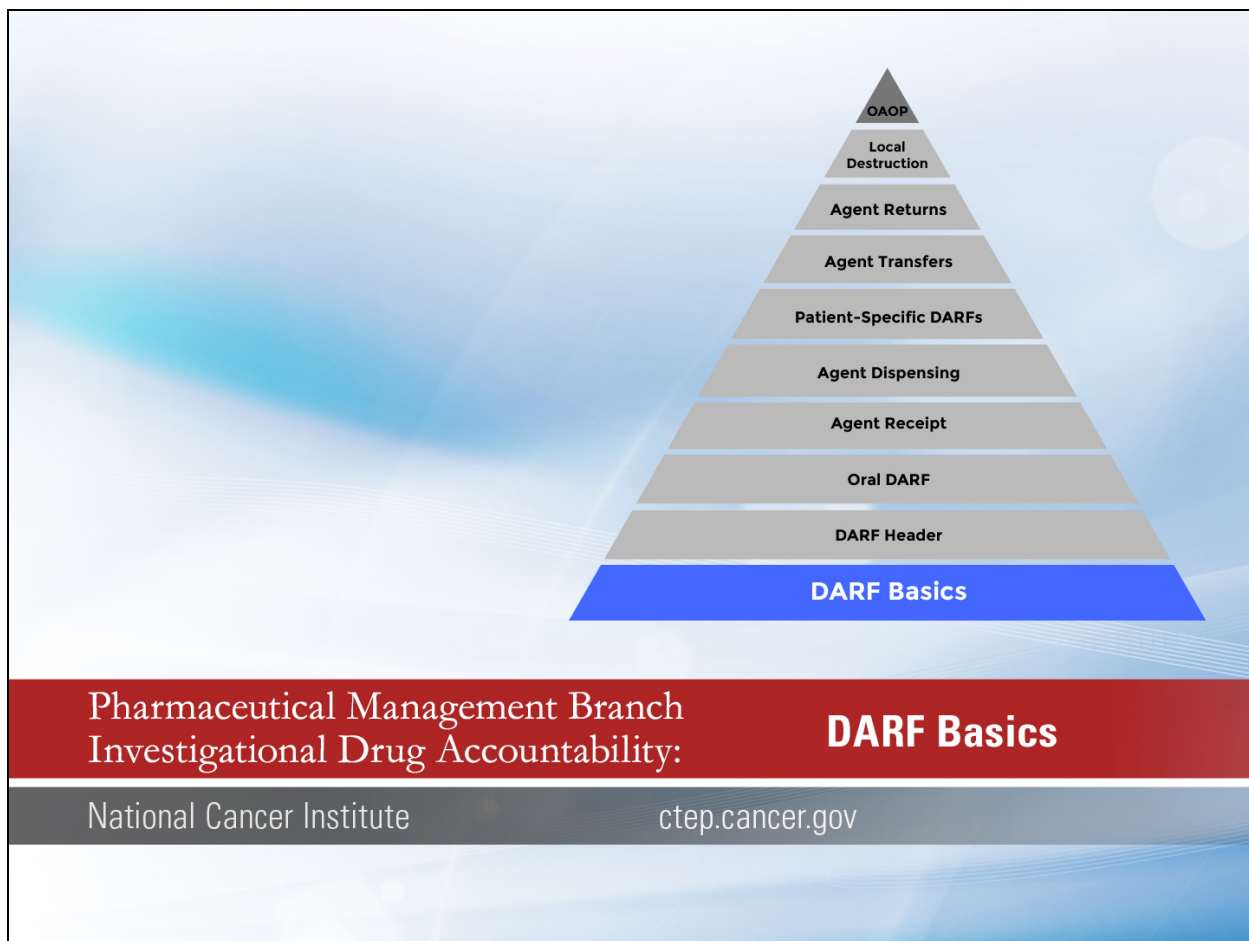 OAOP
Local
Destruction
Agent Returns
Agent Transfers
Patient-Specific DARFs
Agent Dispensing
Agent Receipt
Oral DARF
DARF Header
DARF Basics
Pharmaceutical Management Branch
Investigational Drug Accountability:
DARF Basics
National Cancer Institute
ctep.cancer.gov